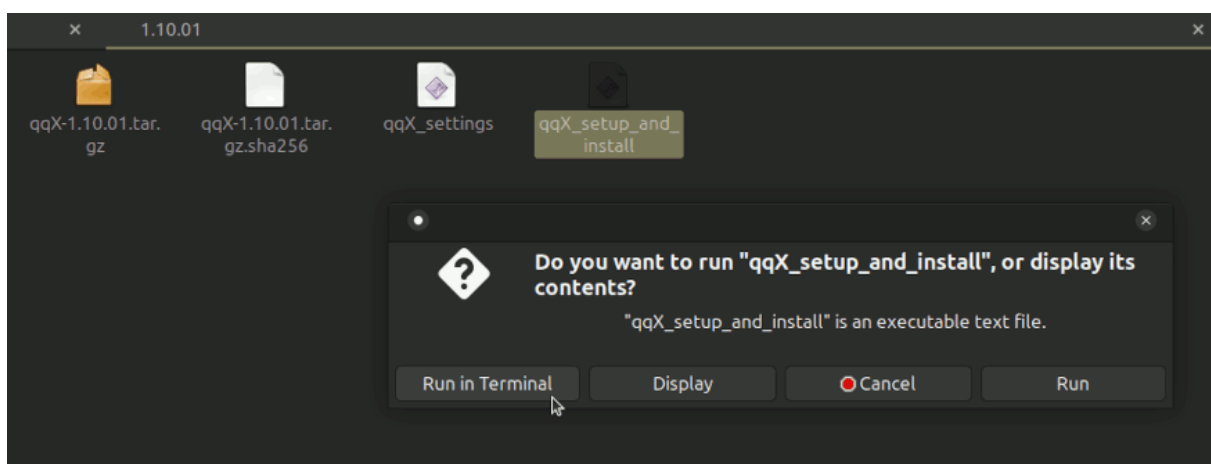 1.10.01
qqX-1.10.01.tar.
gz
qqX-1.10.01.tar.
gz.sha256
qqX_settings
qqX_setup_and_
install
Do you want to run "qqX_setup_and_install", or display its
contents?
"qqX_setup_and_install" is an executable text file.
Run in Terminal
Display
Cancel
Run